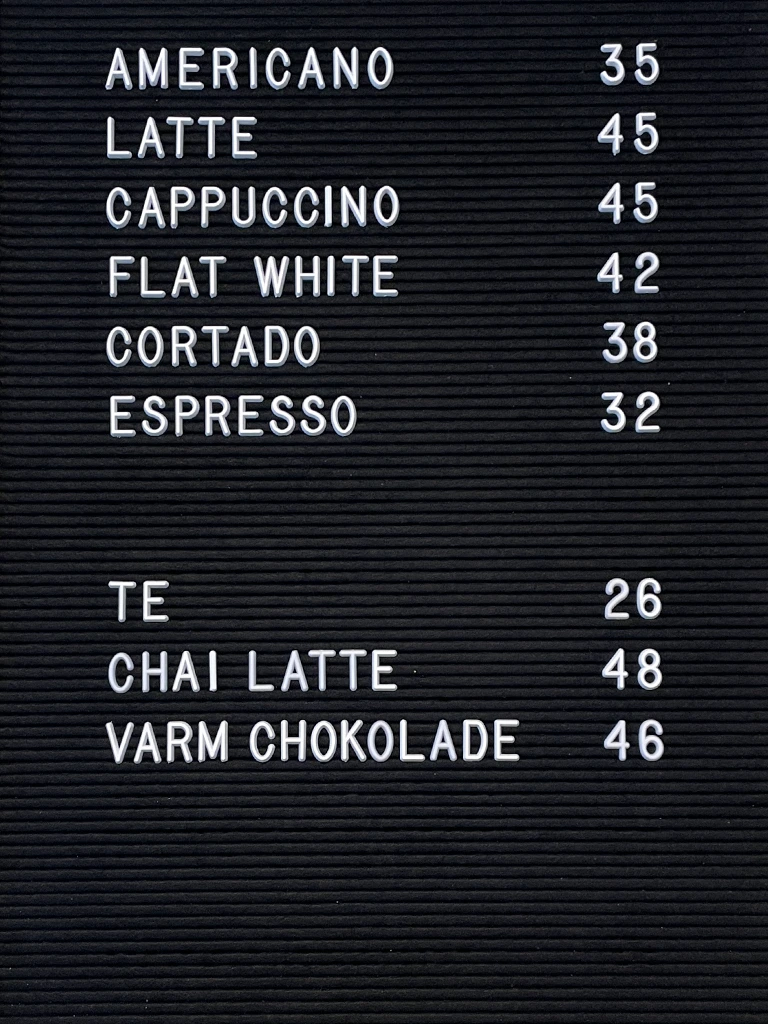 AMERICANO 35
LATTE 45
CAPPUCCINO 45
FLAT WHITE 42
CORTADO 38
ESPRESSO 32
TE 26
CHAI LATTE 48
VARM CHOKOLADE 46